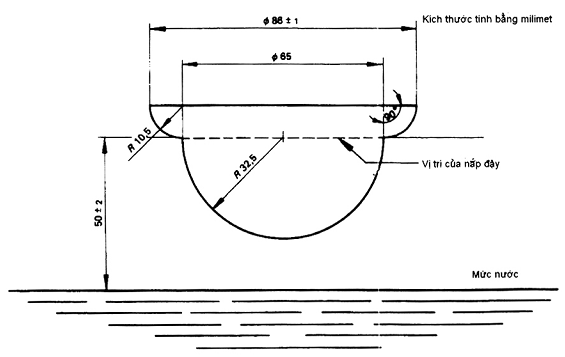 ϕ 86 ± 1
Kích thước tính bằng milimet
ϕ 65
90°
R 10,5
R 32,5
Vị trí của nắp đậy
50 ± 2
Mức nước